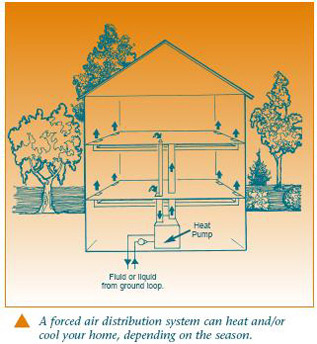 Heat
Pump
Fluid or liquid
from ground loop.
A forced air distribution system can heat and/or
cool your home, depending on the season.